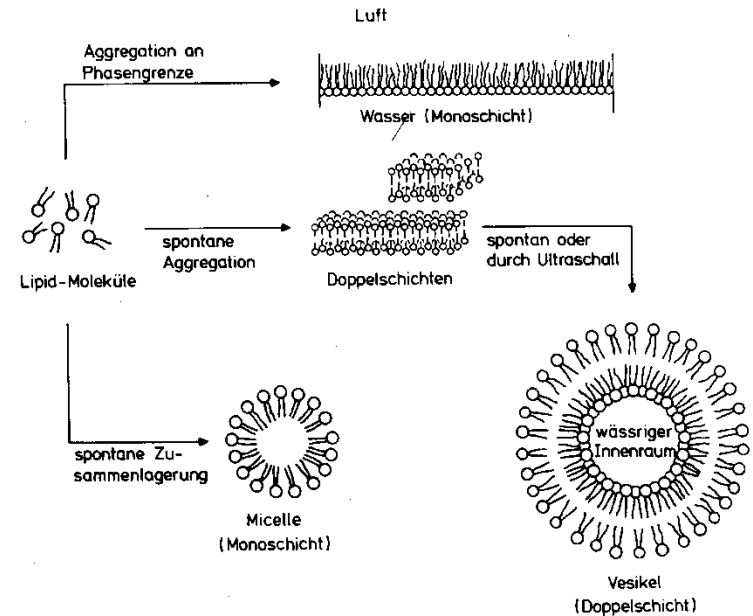 Luft
Aggregation an
Phasengrenze
Wasser (Monoschicht)
spontane
Aggregation
spontan oder
durch Ultraschall
Lipid-Moleküle
Doppelschichten
spontane Zu-
sammenlagerung
wässriger
Innenraum
Micelle
(Monoschicht)
Vesikel
(Doppelschicht)